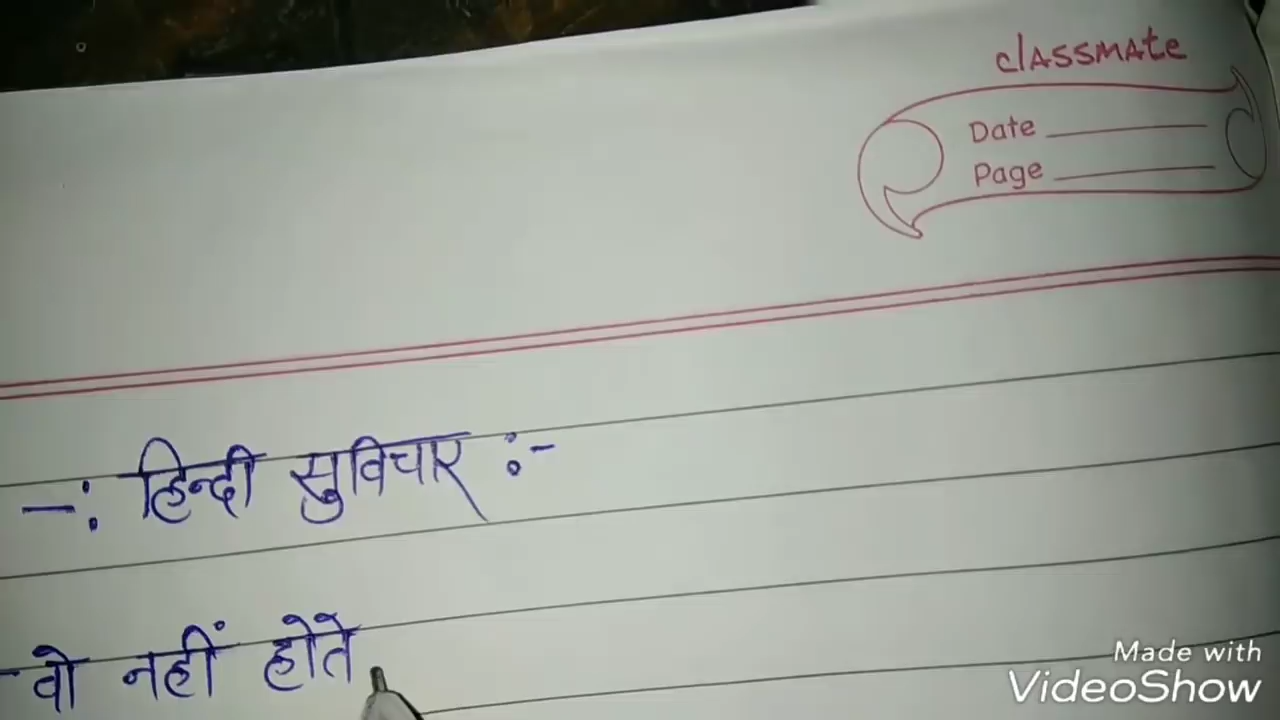 classmate
Date
Page
-: हिन्दी सुविचार :-
वो नहीं होते
Made with
VideoShow